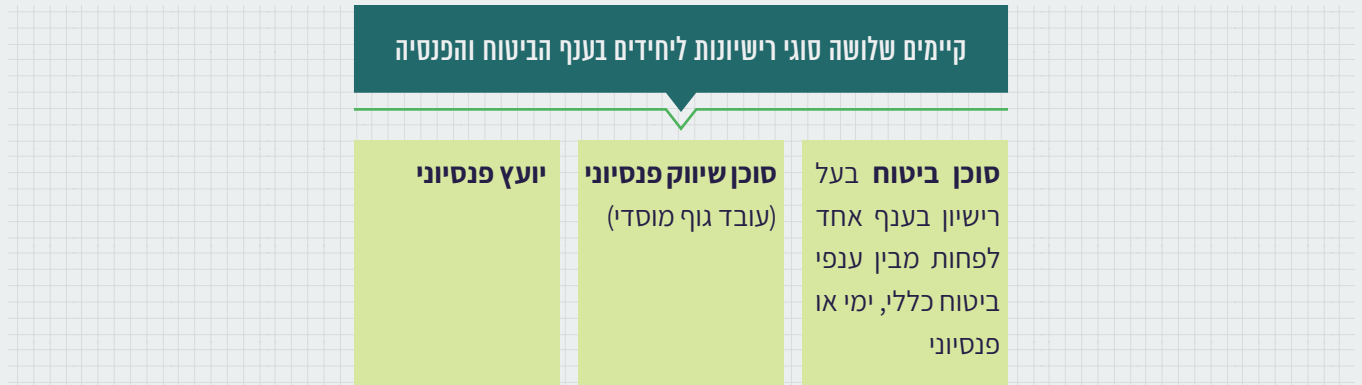 קיימים שלושה סוגי רישיונות ליחידים בענף הביטוח והפנסיה
סוכן ביטוח בעל
רישיון בענף אחד
לפחות מבין ענפי
ביטוח כללי, ימי או
פנסיוני
סוכן שיווק פנסיוני
(עובד גוף מוסדי)
יועץ פנסיוני